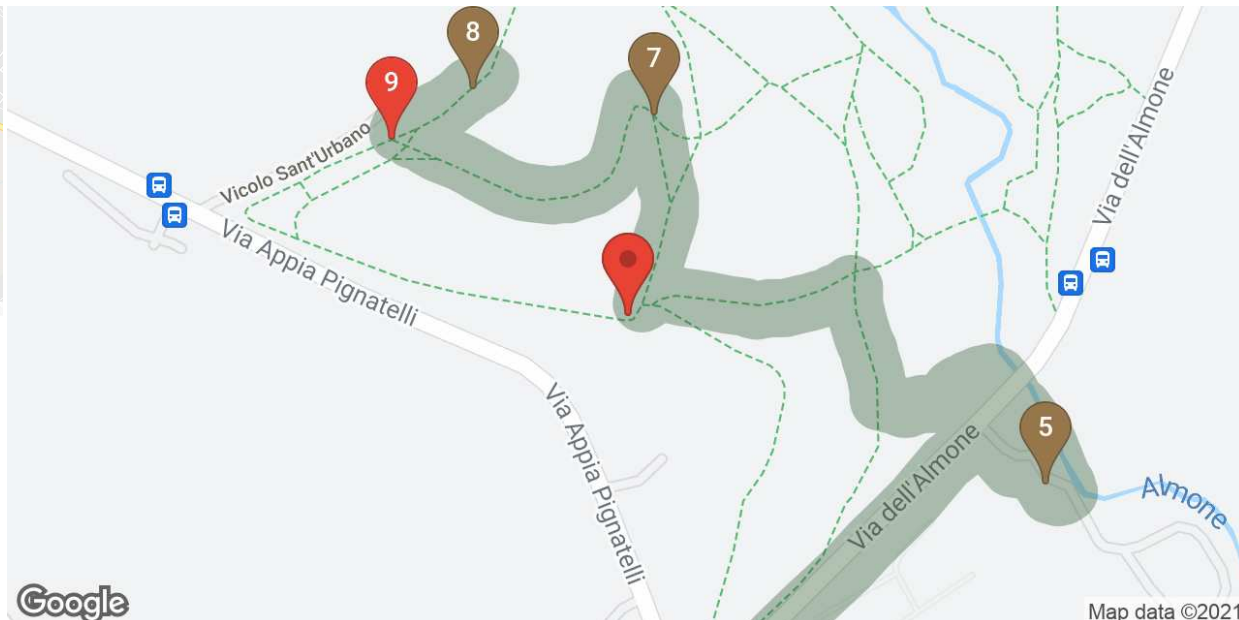 8
7
9
Vicolo Sant'Urbano
Via dell'Almone
Via Appia Pignatelli
Via Appia Pignatelli
5
Via dell'Almone
Almone
Google
Map data ©2021